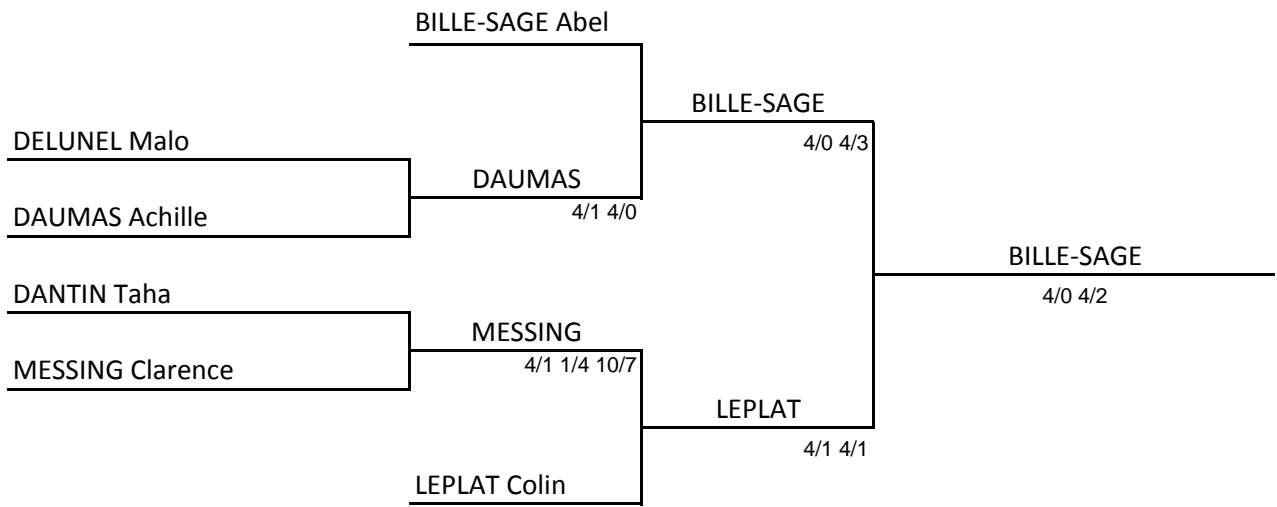 BILLE-SAGE Abel
BILLE-SAGE
4/0 4/3
DELUNEL Malo
DAUMAS
4/1 4/0
DAUMAS Achille
BILLE-SAGE
4/0 4/2
DANTIN Taha
MESSING
4/1 1/4 10/7
MESSING Clarence
LEPLAT
4/1 4/1
LEPLAT Colin